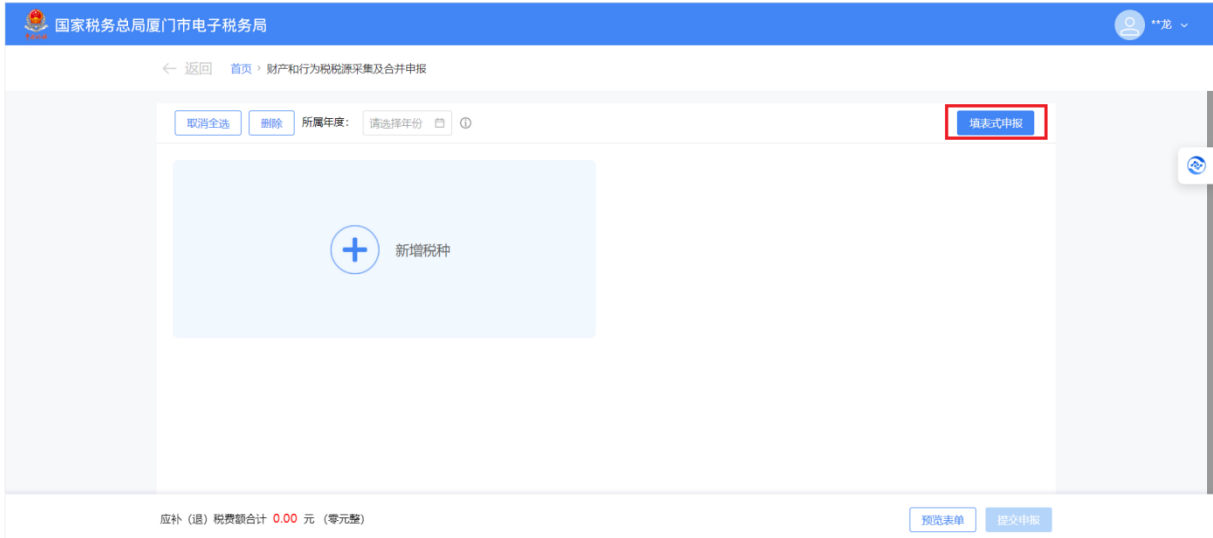 国家税务总局厦门市电子税务局
**龙
返回 首页 > 财产和行为税税源采集及合并申报
取消全选 删除 所属年度： 请选择年份 填表式申报
新增税种
应补（退）税费额合计 0.00 元（零元整） 预览表单 提交申报